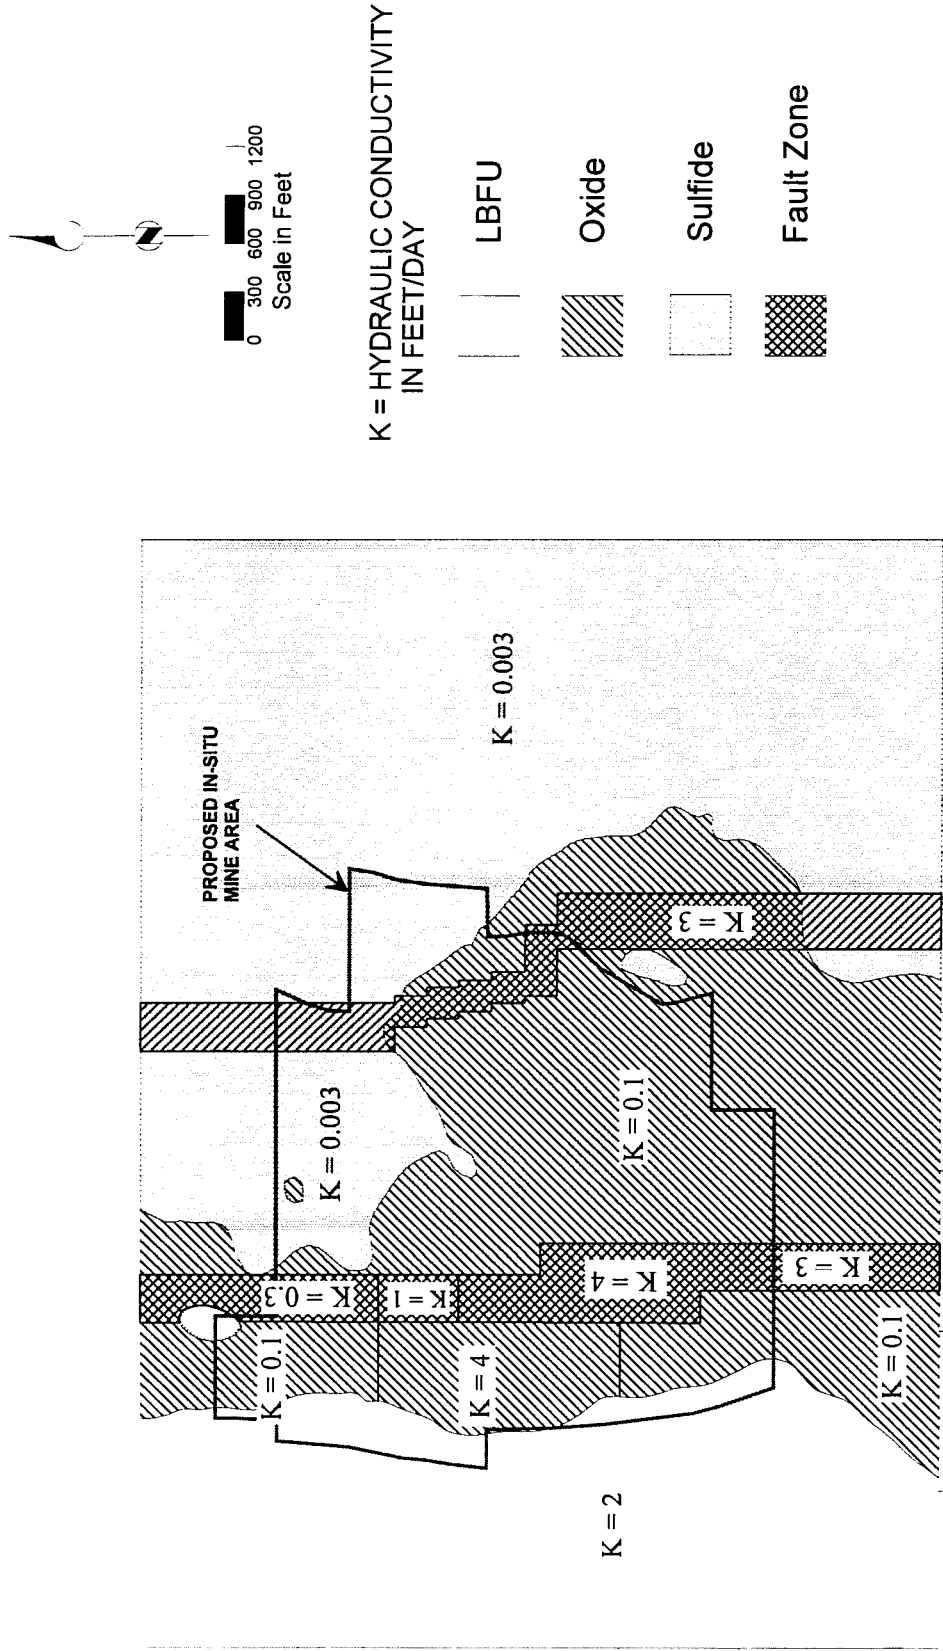 N
0 300 600 900 1200
Scale in Feet
K = HYDRAULIC CONDUCTIVITY
IN FEET/DAY
LBFU
Oxide
Sulfide
Fault Zone
PROPOSED IN-SITU
MINE AREA
K = 0.003
K = 0.003
K = 3
K = 0.1
K = 0.3
K = 1
K = 4
K = 3
K = 0.1
K = 4
K = 0.1
K = 2